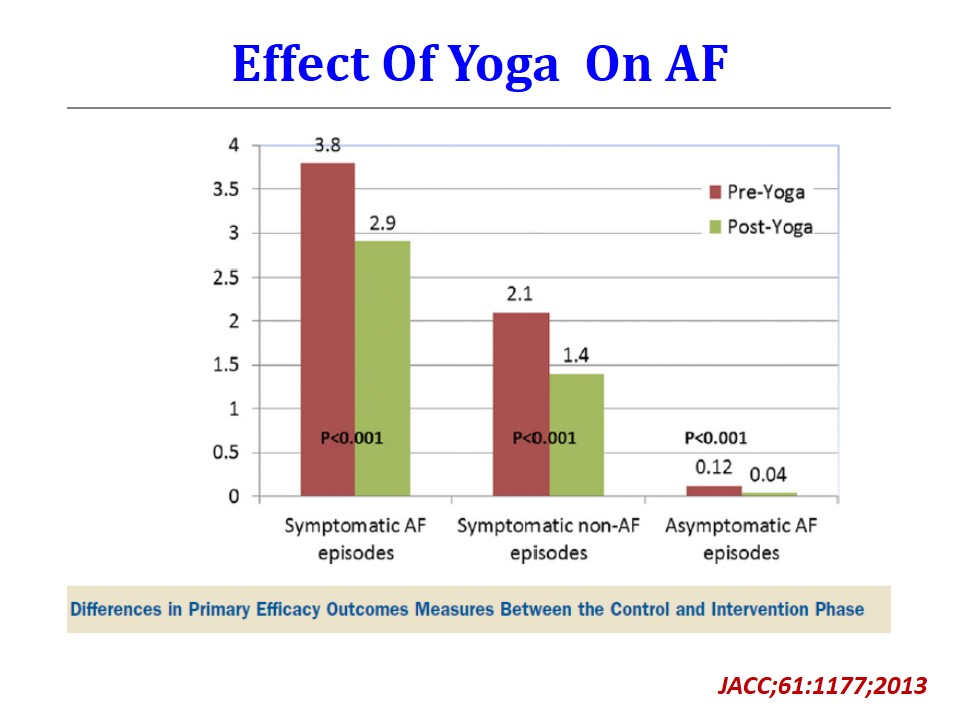 Effect Of Yoga On AF
4
3.5
3
2.5
2
1.5
1
0.5
0
3.8
2.9
2.1
1.4
0.12
0.04
P<0.001
P<0.001
P<0.001
Pre-Yoga
Post-Yoga
Symptomatic AF
episodes
Symptomatic non-AF
episodes
Asymptomatic AF
episodes
Differences in Primary Efficacy Outcomes Measures Between the Control and Intervention Phase
JACC;61:1177;2013